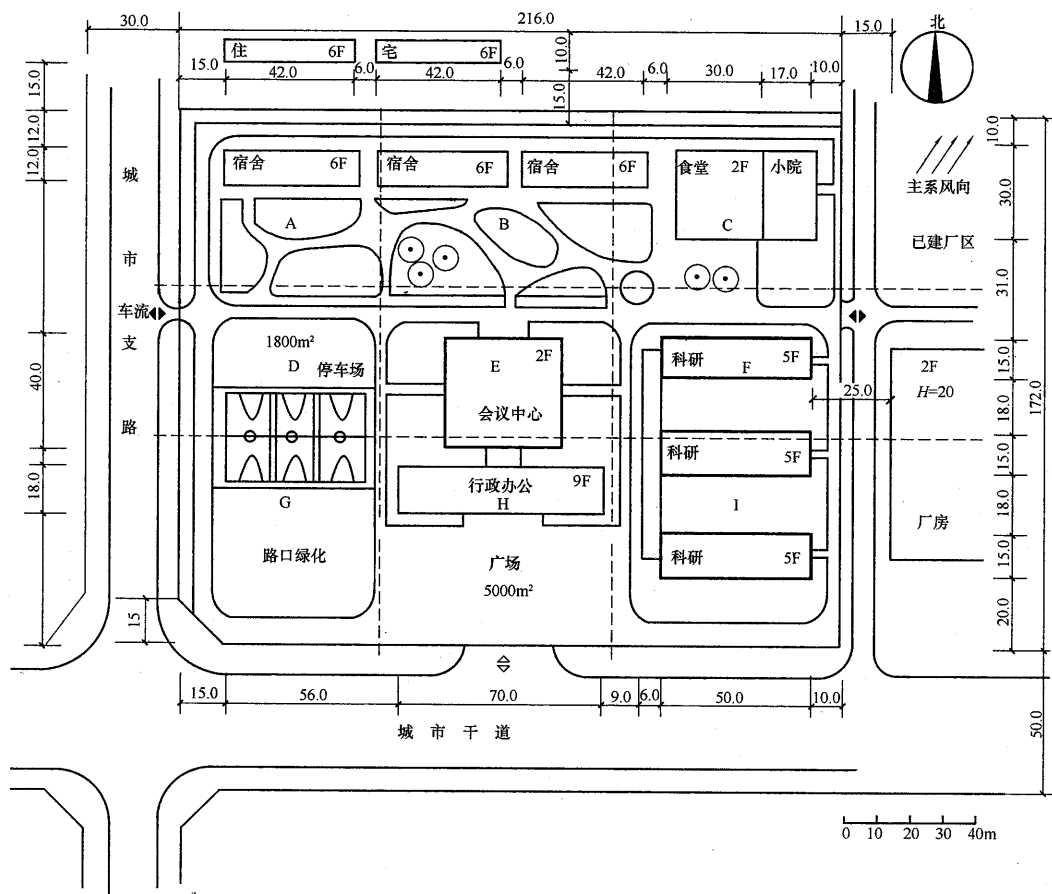 30.0
216.0
15.0
北
住
6F
宅
6F
10.0
15.0
15.0
42.0
6.0
42.0
6.0
42.0
6.0
30.0
17.0
10.0
15.0
12.0
12.0
40.0
18.0
宿舍
6F
宿舍
6F
宿舍
6F
食堂
2F
小院
A
B
C
主系风向
已建厂区
城
市
支
路
车流
1800m²
D
停车场
E
2F
会议中心
科研
5F
F
25.0
2F
H=20
科研
5F
行政办公
9F
H
G
I
路口绿化
广场
5000m²
科研
5F
厂房
15
10.0
30.0
31.0
15.0
18.0
15.0
18.0
15.0
20.0
172.0
50.0
15.0
56.0
70.0
9.0
6.0
50.0
10.0
城市干道
0 10 20 30 40m